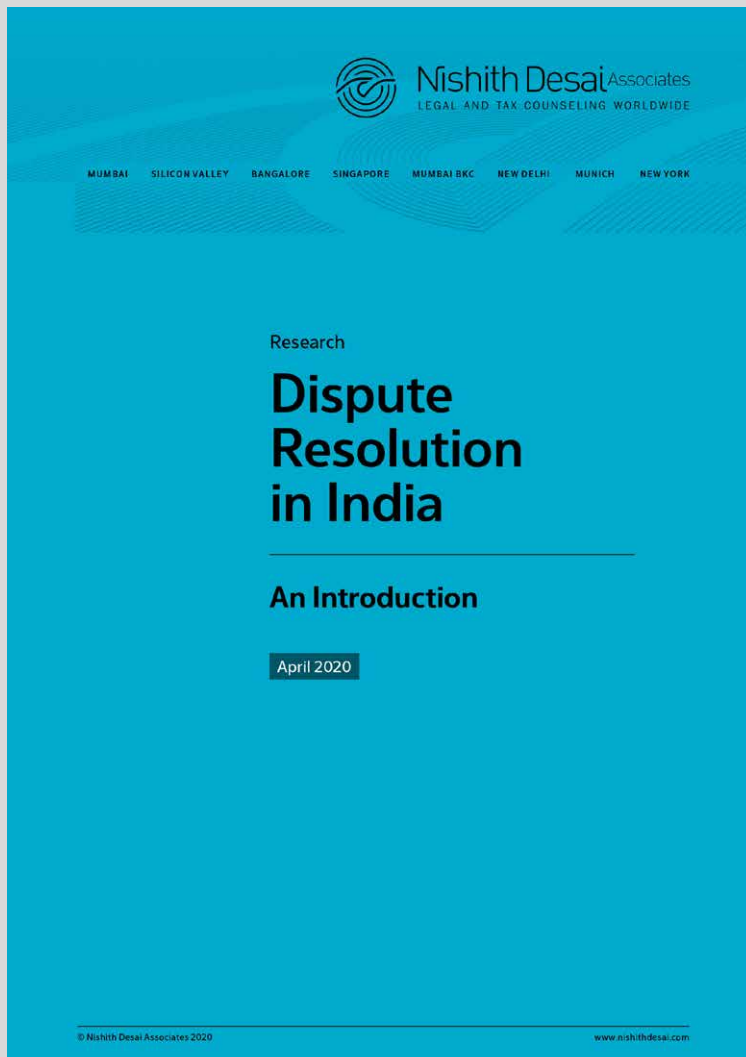 Nishith Desai Associates
LEGAL AND TAX COUNSELING WORLDWIDE
MUMBAI SILICON VALLEY BANGALORE SINGAPORE MUMBAI BKC NEW DELHI MUNICH NEW YORK
Research
Dispute
Resolution
in India
An Introduction
April 2020
© Nishith Desai Associates 2020 www.nishithdesai.com